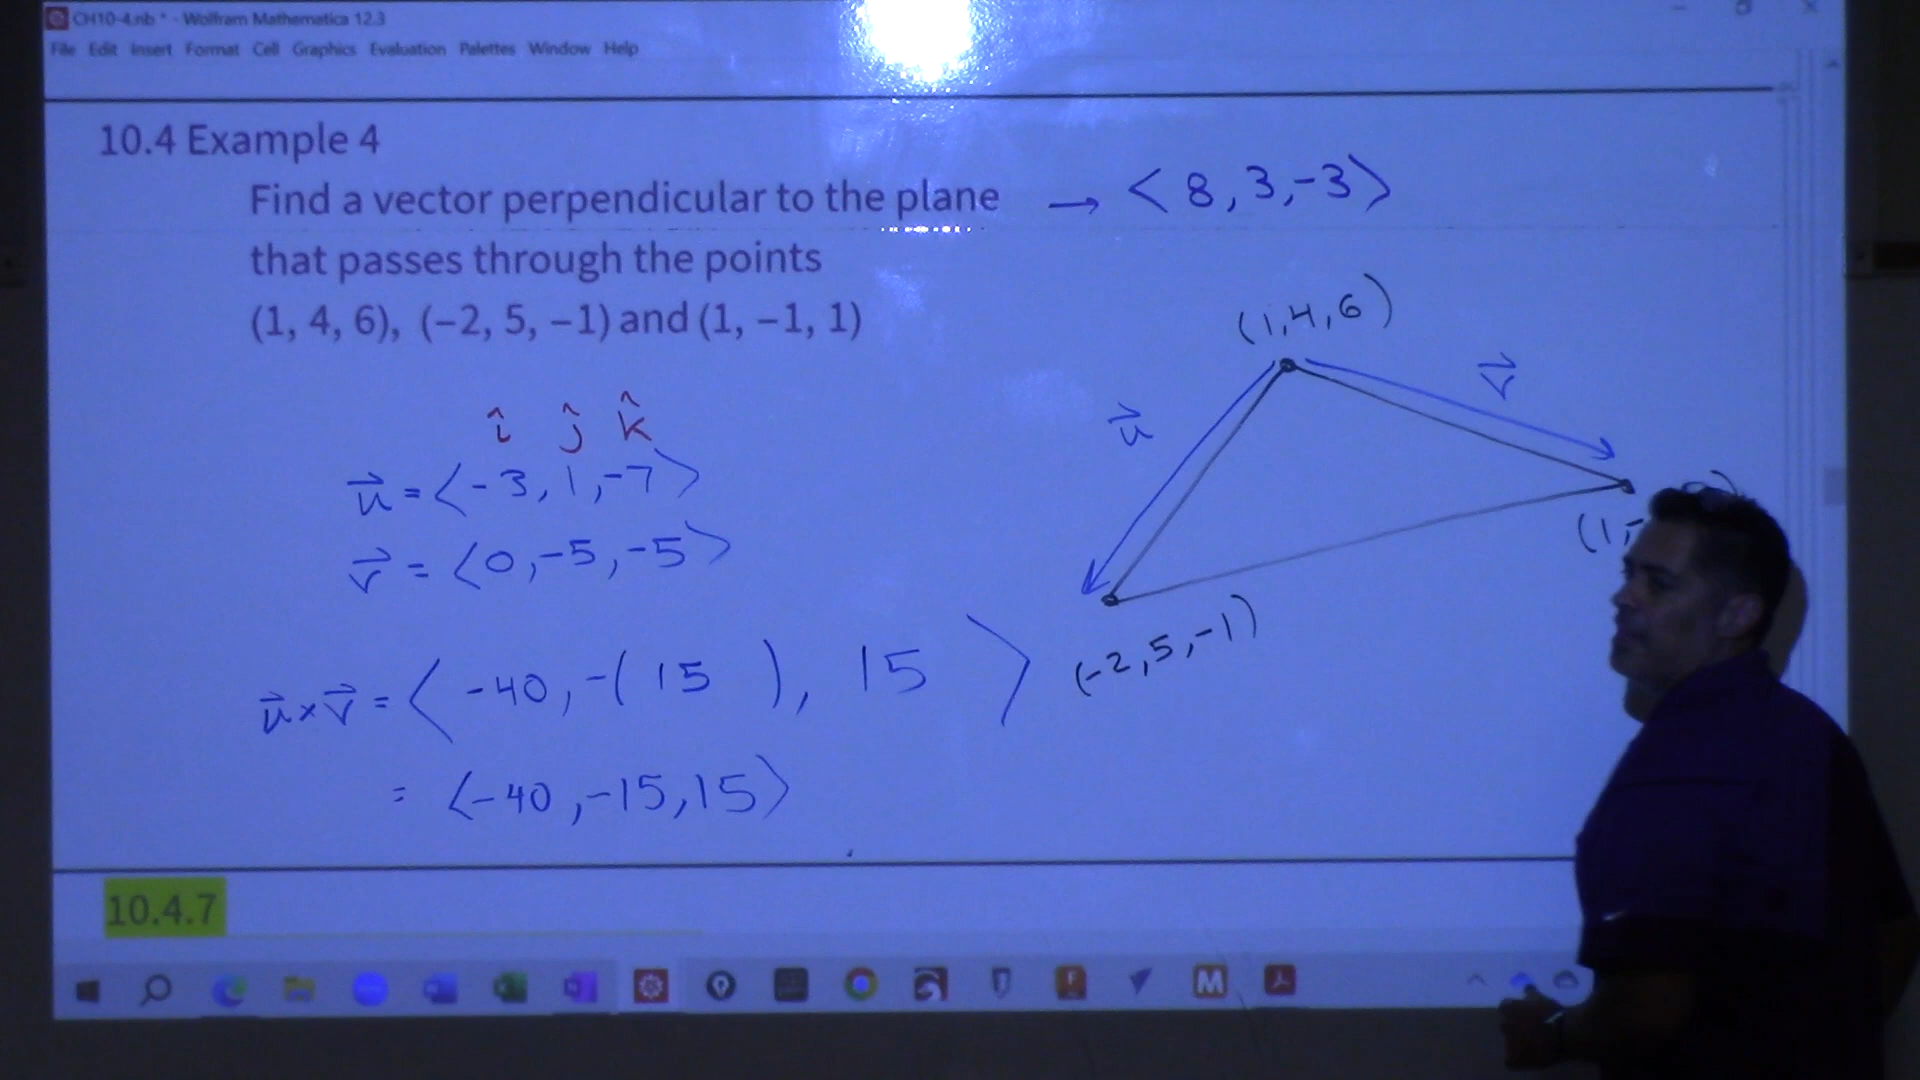 CH10-4.nb * - Wolfram Mathematica 12.3
File Edit Insert Format Cell Graphics Evaluation Palettes Window Help
10.4 Example 4
Find a vector perpendicular to the plane → ⟨8, 3, -3⟩
that passes through the points
(1, 4, 6), (−2, 5, −1) and (1, −1, 1)
(1, 4, 6)
î ĵ k̂
u⃗ = ⟨-3, 1, -7⟩
v⃗ = ⟨0, -5, -5⟩
u⃗
v⃗
(1, -
(-2, 5, -1)
u⃗ × v⃗ = ⟨-40, -( 15 ), 15 ⟩
= ⟨-40, -15, 15⟩
10.4.7